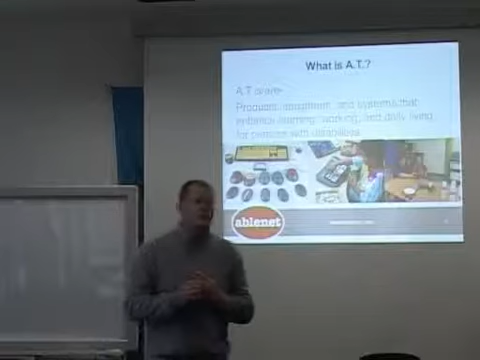 What is A.T.?
A.T. is/are-
Products, equipment, and systems that
enhance learning, working, and daily living
for persons with disabilities.
ablenet